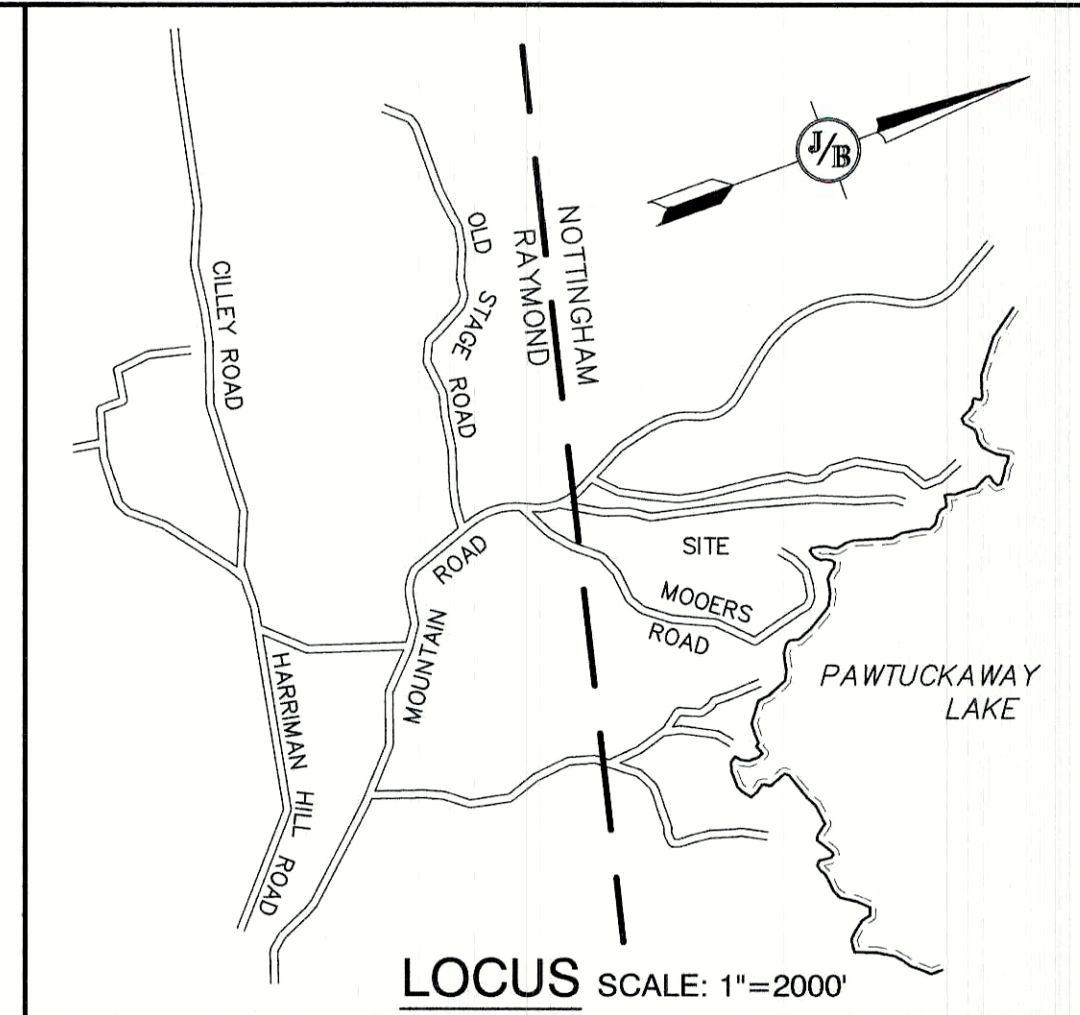 J/B
NOTTINGHAM
RAYMOND
OLD STAGE ROAD
CILLEY ROAD
SITE
MOOERS
ROAD
MOUNTAIN ROAD
PAWTUCKAWAY
LAKE
HARRIMAN HILL ROAD
LOCUS SCALE: 1"=2000'